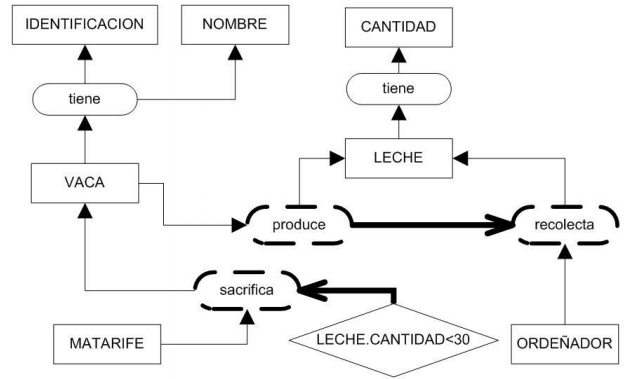 IDENTIFICACION
NOMBRE
CANTIDAD
tiene
tiene
VACA
LECHE
produce
recolecta
sacrifica
MATARIFE
LECHE.CANTIDAD<30
ORDEÑADOR